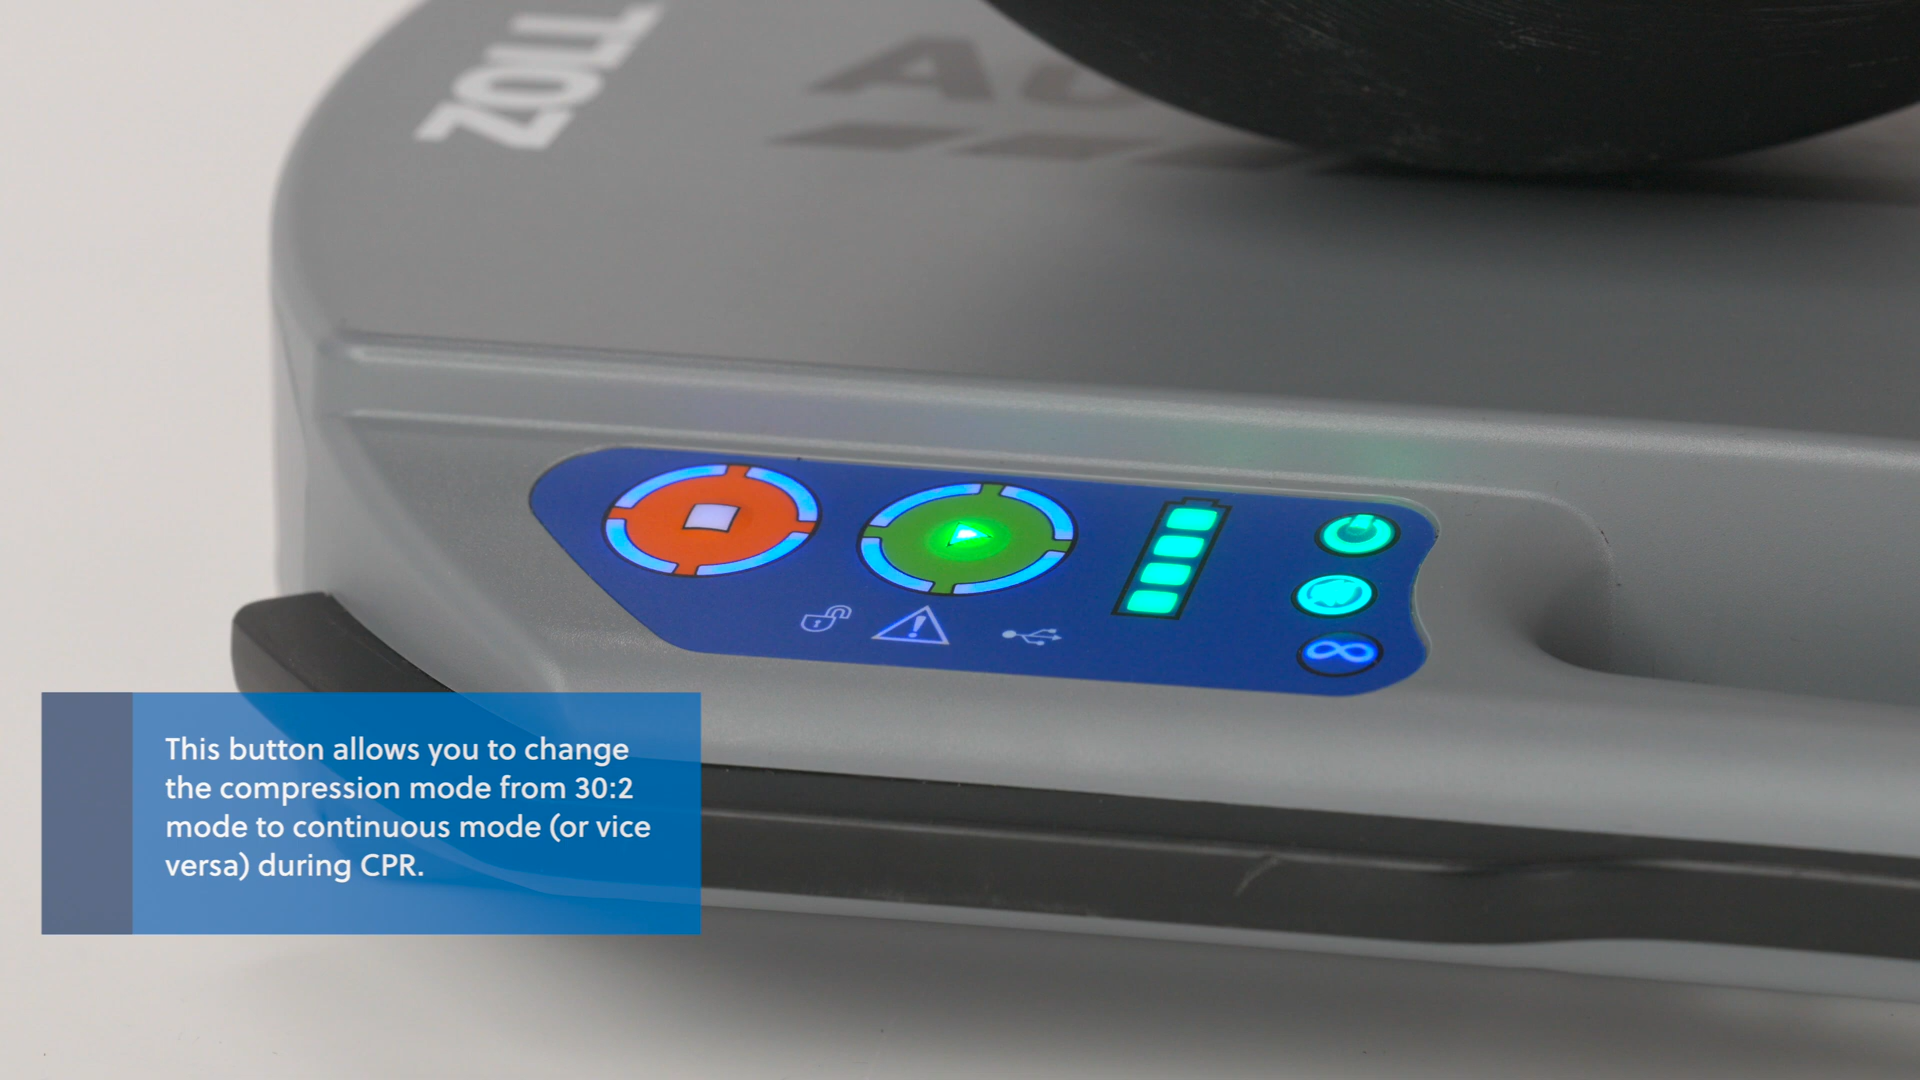 ZOLL
This button allows you to change
the compression mode from 30:2
mode to continuous mode (or vice
versa) during CPR.